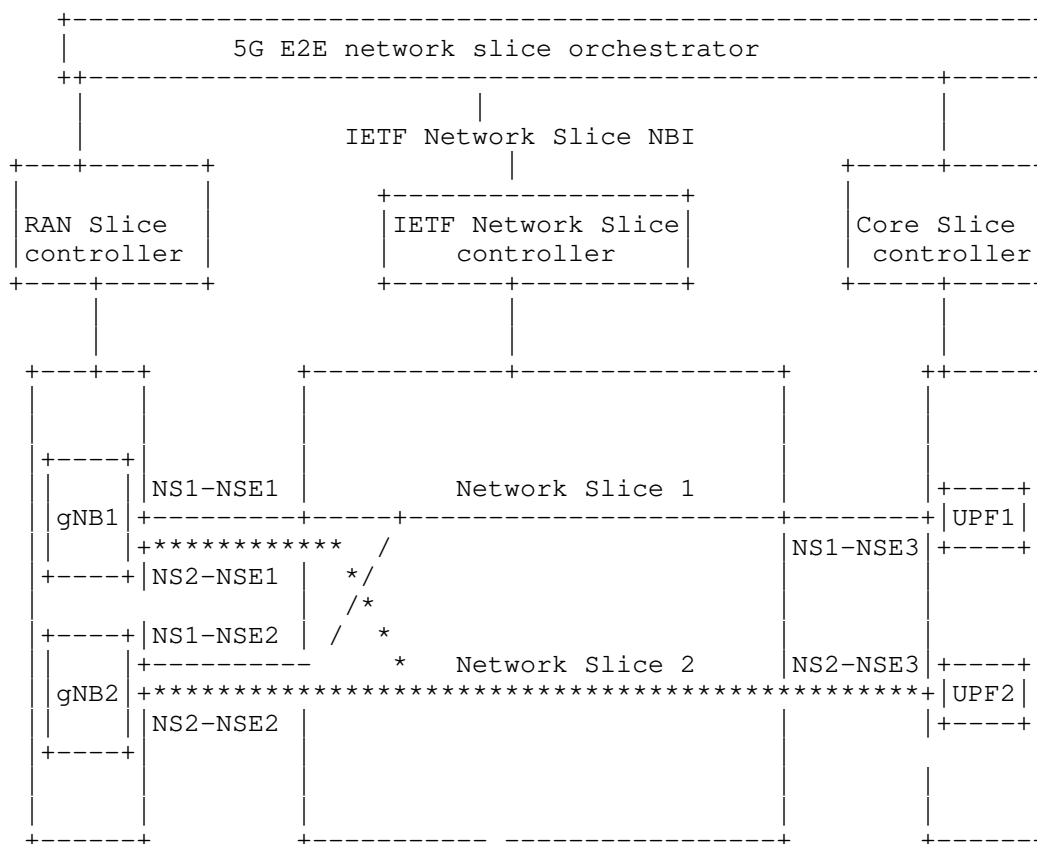 5G E2E network slice orchestrator
IETF Network Slice NBI
RAN Slice controller
IETF Network Slice controller
Core Slice controller
NS1-NSE1 Network Slice 1
gNB1 UPF1
NS1-NSE3
NS2-NSE1
NS1-NSE2
Network Slice 2 NS2-NSE3
gNB2 UPF2
NS2-NSE2